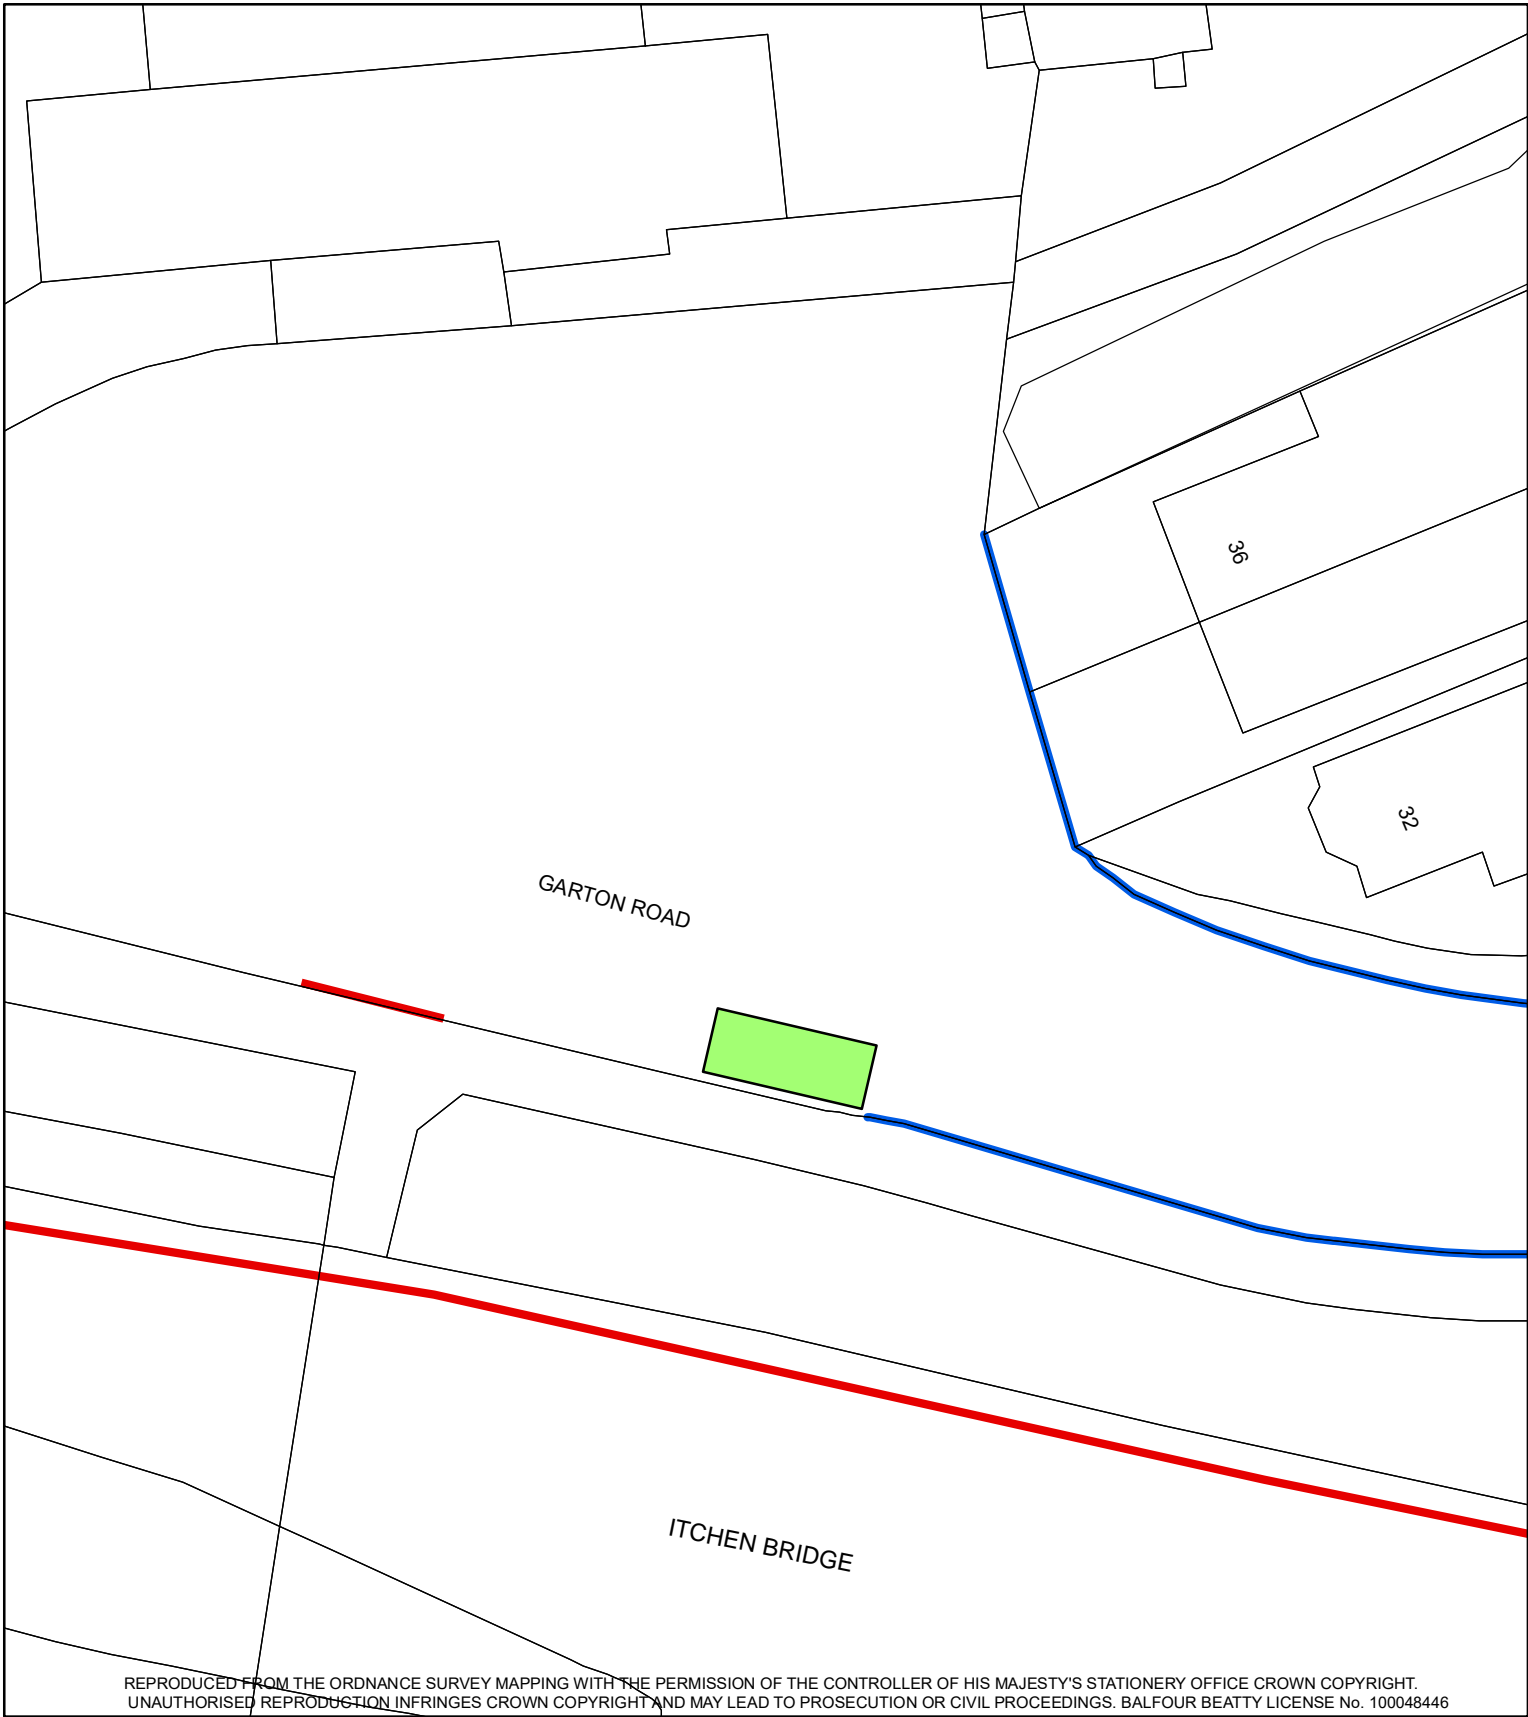 36
32
GARTON ROAD
ITCHEN BRIDGE
REPRODUCED FROM THE ORDNANCE SURVEY MAPPING WITH THE PERMISSION OF THE CONTROLLER OF HIS MAJESTY'S STATIONERY OFFICE CROWN COPYRIGHT.
UNAUTHORISED REPRODUCTION INFRINGES CROWN COPYRIGHT AND MAY LEAD TO PROSECUTION OR CIVIL PROCEEDINGS. BALFOUR BEATTY LICENSE No. 100048446